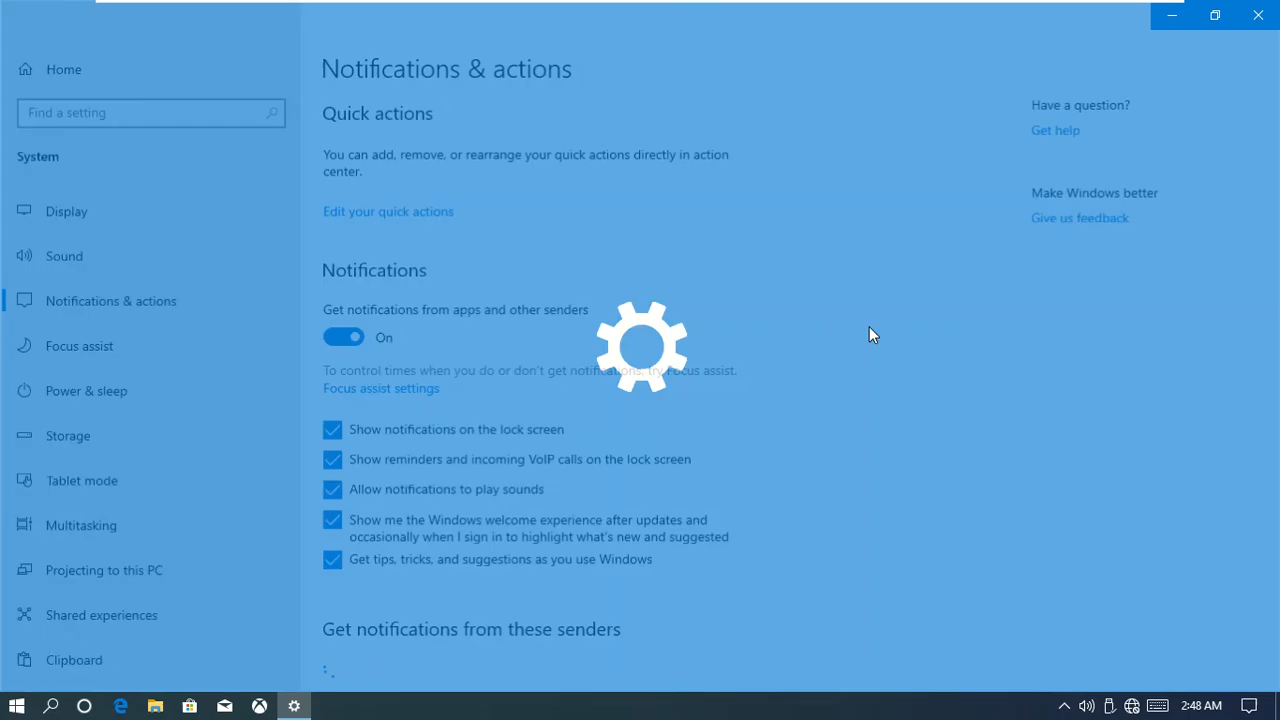 Home
Find a setting
System
Display
Sound
Notifications & actions
Focus assist
Power & sleep
Storage
Tablet mode
Multitasking
Projecting to this PC
Shared experiences
Clipboard
Notifications & actions
Quick actions
You can add, remove, or rearrange your quick actions directly in action
center.
Edit your quick actions
Notifications
Get notifications from apps and other senders
On
To control times when you do or don't get notifications, try Focus assist.
Focus assist settings
Show notifications on the lock screen
Show reminders and incoming VoIP calls on the lock screen
Allow notifications to play sounds
Show me the Windows welcome experience after updates and
occasionally when I sign in to highlight what's new and suggested
Get tips, tricks, and suggestions as you use Windows
Get notifications from these senders
Have a question?
Get help
Make Windows better
Give us feedback
2:48 AM